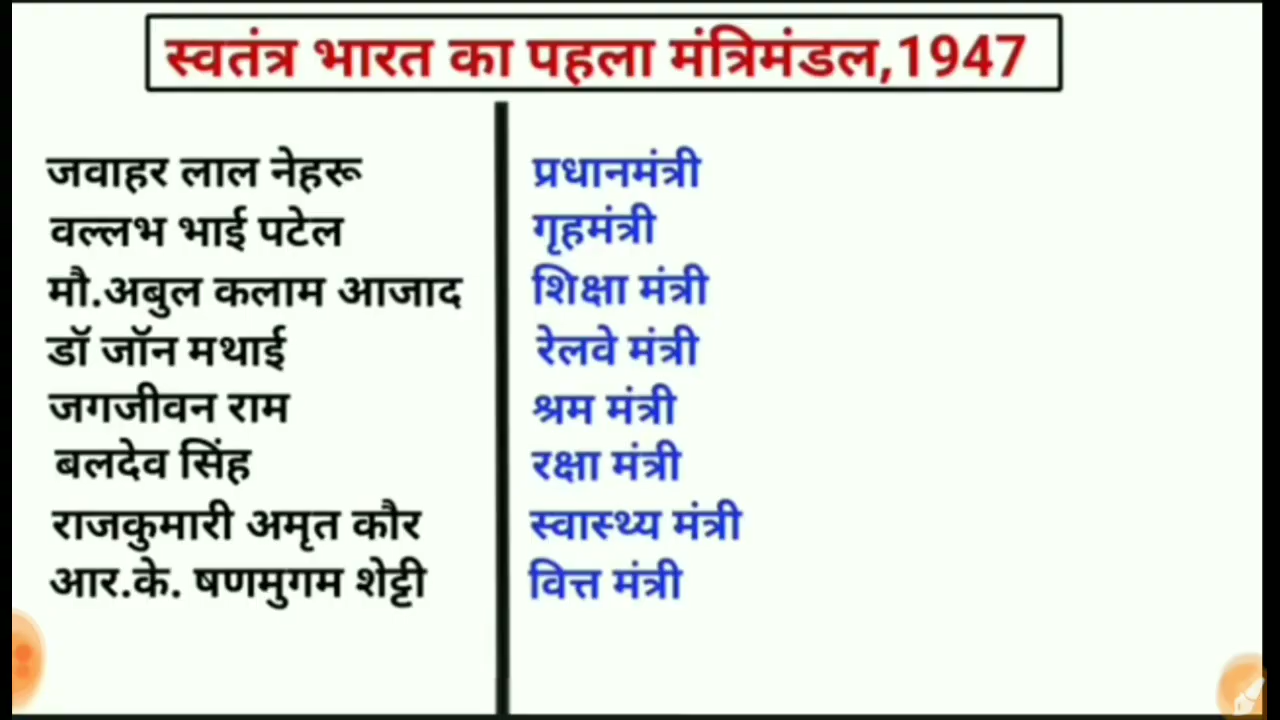 स्वतंत्र भारत का पहला मंत्रिमंडल,1947
जवाहर लाल नेहरू प्रधानमंत्री
वल्लभ भाई पटेल गृहमंत्री
मौ.अबुल कलाम आजाद शिक्षा मंत्री
डॉ जॉन मथाई रेलवे मंत्री
जगजीवन राम श्रम मंत्री
बलदेव सिंह रक्षा मंत्री
राजकुमारी अमृत कौर स्वास्थ्य मंत्री
आर.के. षणमुगम शेट्टी वित्त मंत्री